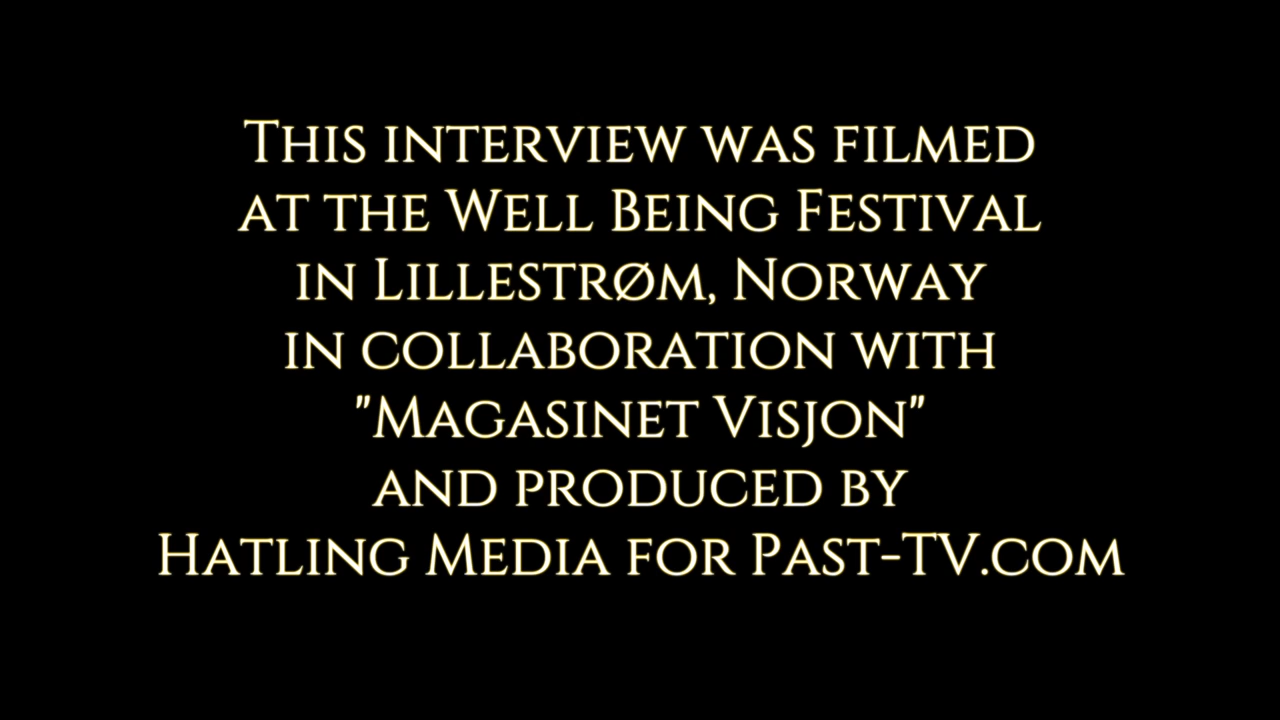 This interview was filmed
at the Well Being Festival
in Lillestrøm, Norway
in collaboration with
"Magasinet Visjon"
and produced by
Hatling Media for Past-TV.com